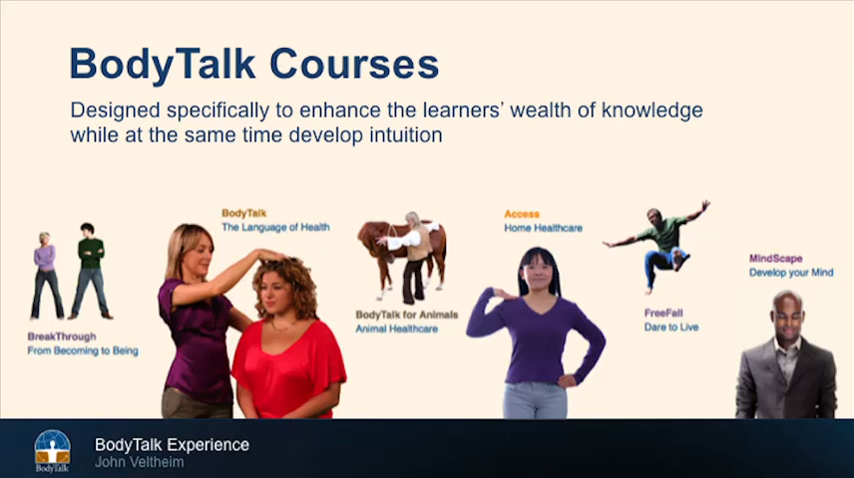 BodyTalk Courses
Designed specifically to enhance the learners' wealth of knowledge
while at the same time develop intuition
BreakThrough
From Becoming to Being
BodyTalk
The Language of Health
BodyTalk for Animals
Animal Healthcare
Access
Home Healthcare
FreeFall
Dare to Live
MindScape
Develop your Mind
BodyTalk
BodyTalk Experience
John Veltheim